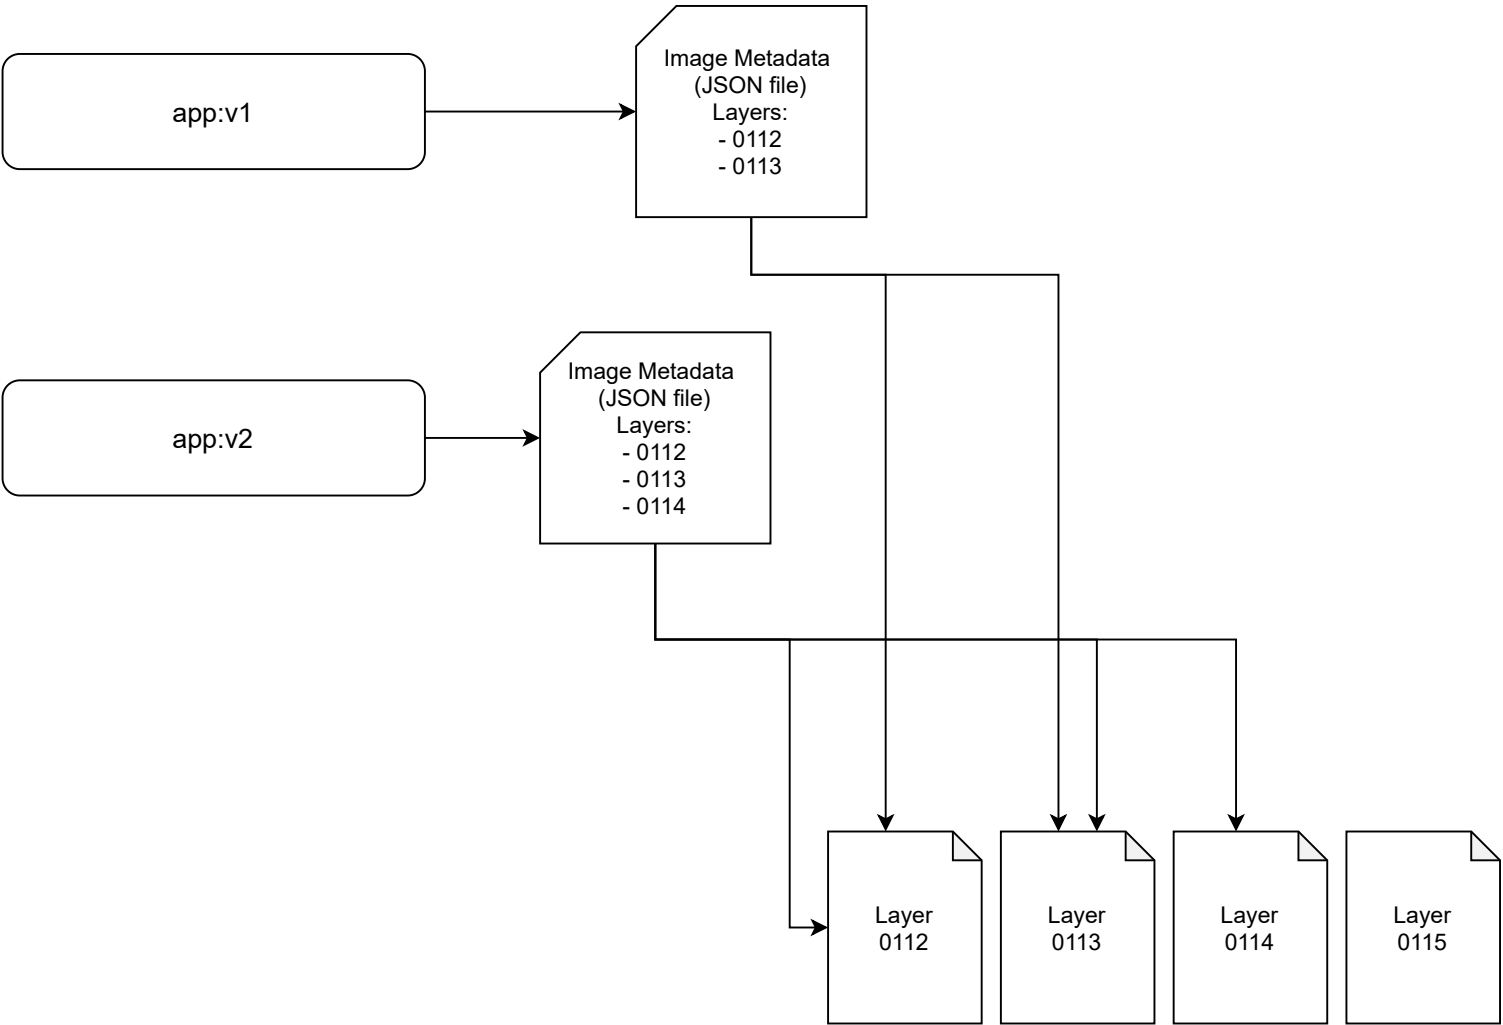 app:v1
Image Metadata
(JSON file)
Layers:
- 0112
- 0113
app:v2
Image Metadata
(JSON file)
Layers:
- 0112
- 0113
- 0114
Layer
0112
Layer
0113
Layer
0114
Layer
0115